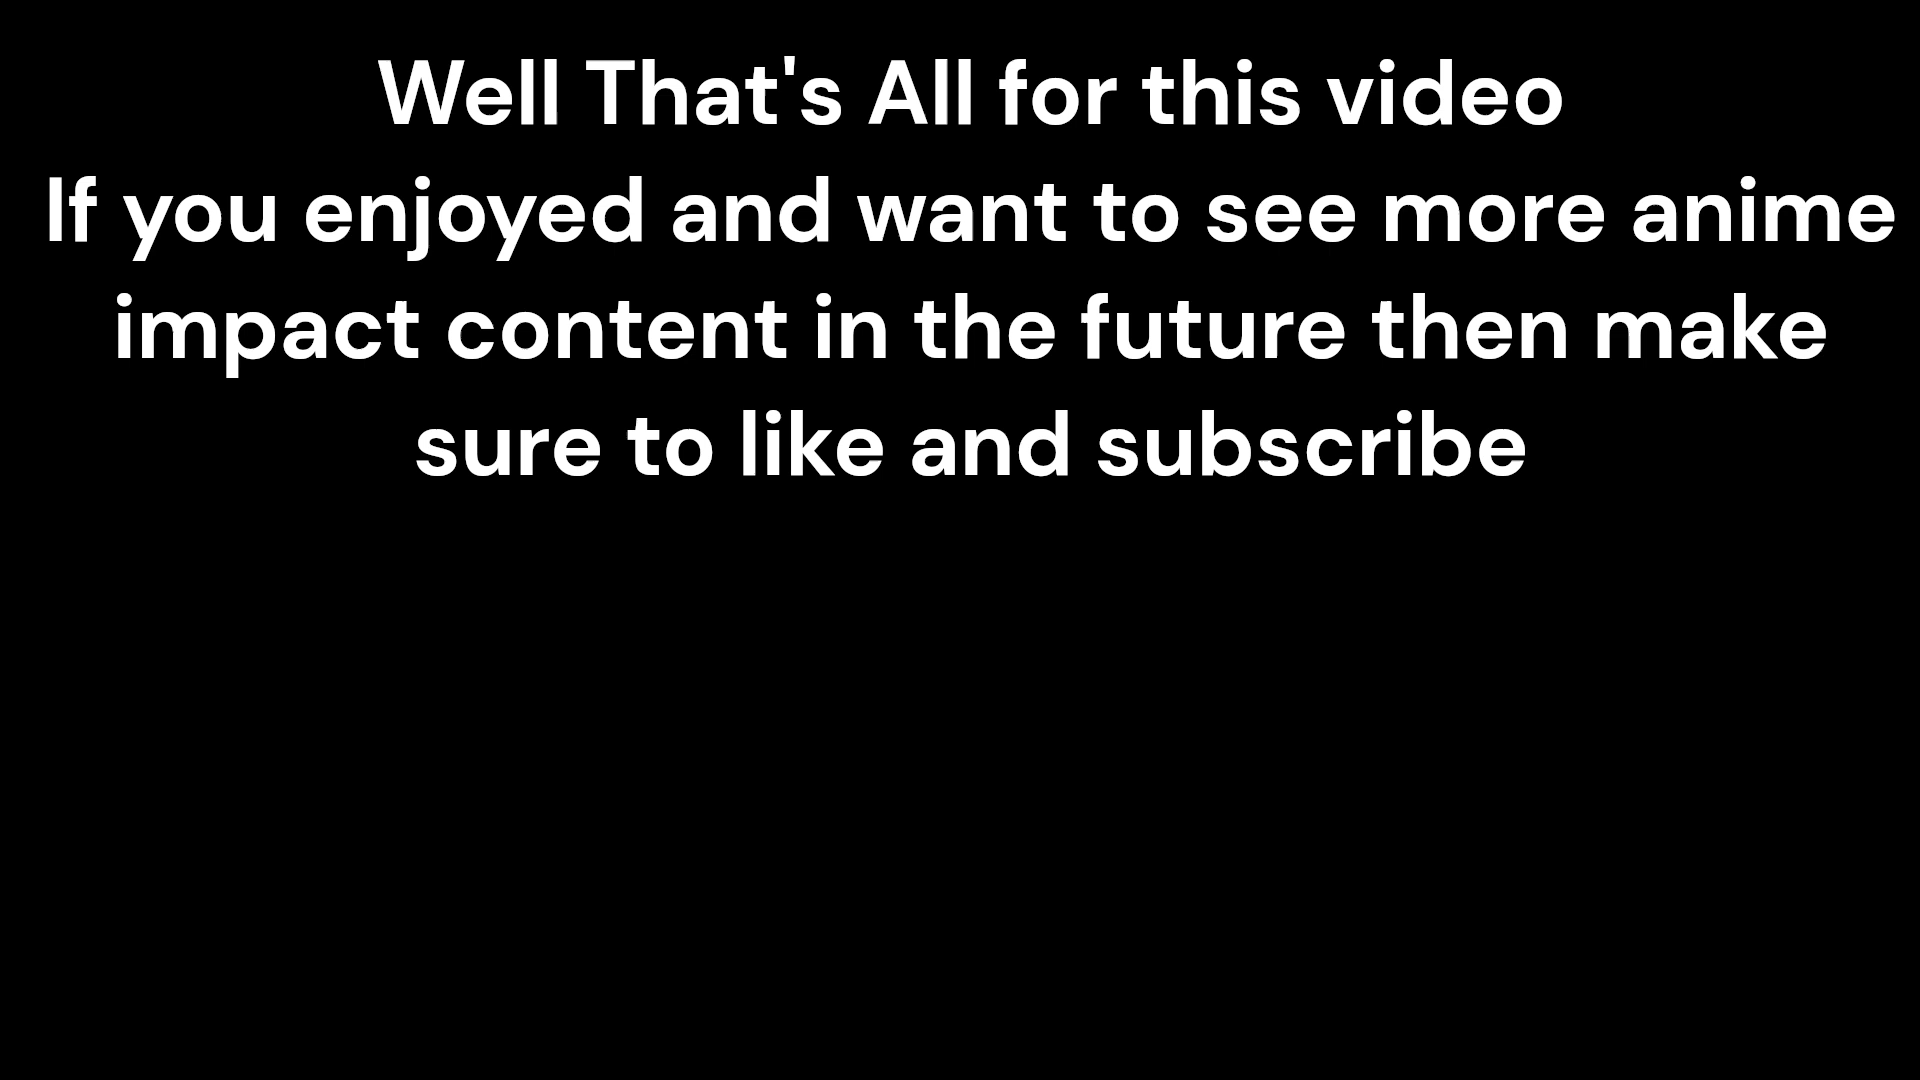 Well That's All for this video
If you enjoyed and want to see more anime
impact content in the future then make
sure to like and subscribe